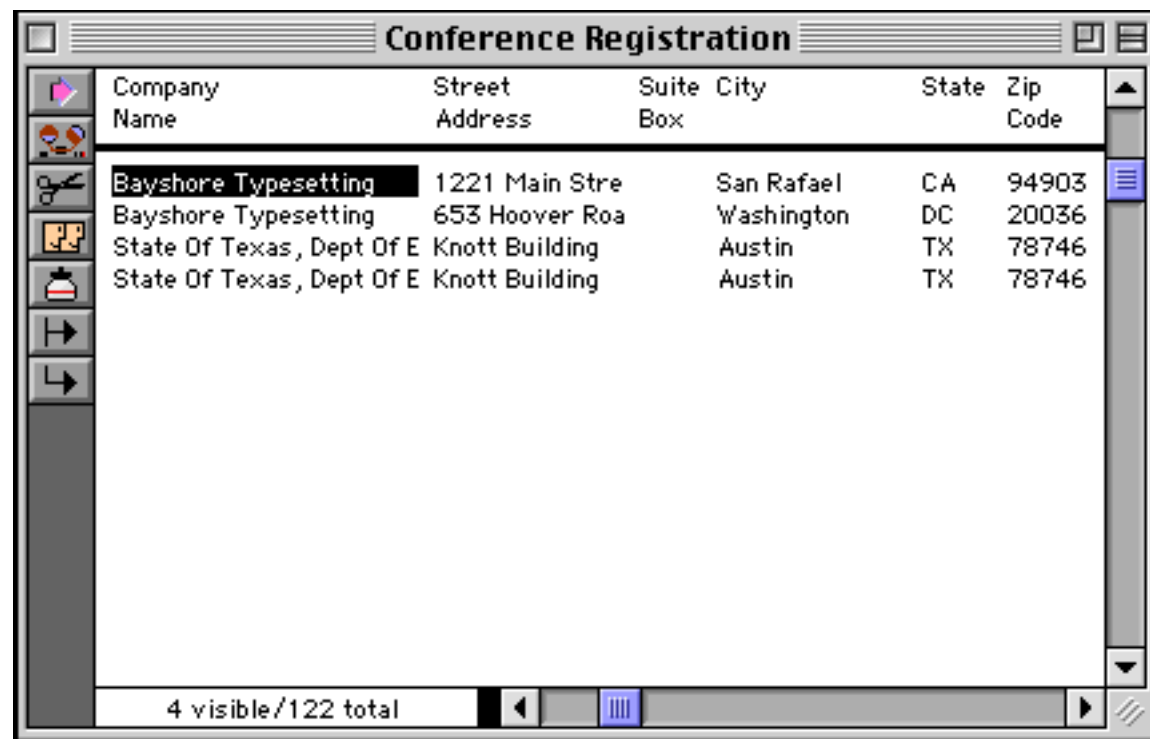 Conference Registration
Company Street Suite City State Zip
Name Address Box Code
Bayshore Typesetting 1221 Main Stre San Rafael CA 94903
Bayshore Typesetting 653 Hoover Roa Washington DC 20036
State Of Texas, Dept Of E Knott Building Austin TX 78746
State Of Texas, Dept Of E Knott Building Austin TX 78746
4 visible/122 total